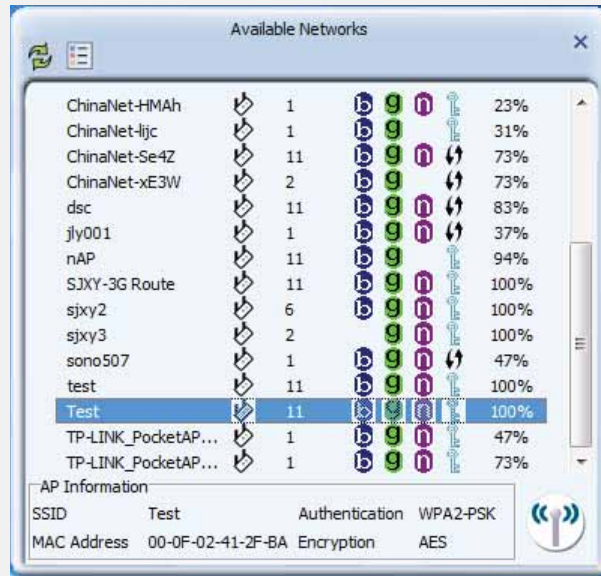 Available Networks
ChinaNet-HMAh 1 b g n 23%
ChinaNet-lijc 1 b g 31%
ChinaNet-Se4Z 11 b g n 73%
ChinaNet-xE3W 2 b g 73%
dsc 11 b g n 83%
jly001 1 b g n 37%
nAP 11 b g 94%
SJXY-3G Route 11 b g n 100%
sjxy2 6 b g n 100%
sjxy3 2 g n 100%
sono507 1 b g n 47%
test 11 b g n 100%
Test 11 b g n 100%
TP-LINK_PocketAP... 1 b g n 47%
TP-LINK_PocketAP... 1 b g n 73%
AP Information
SSID Test Authentication WPA2-PSK
MAC Address 00-0F-02-41-2F-BA Encryption AES